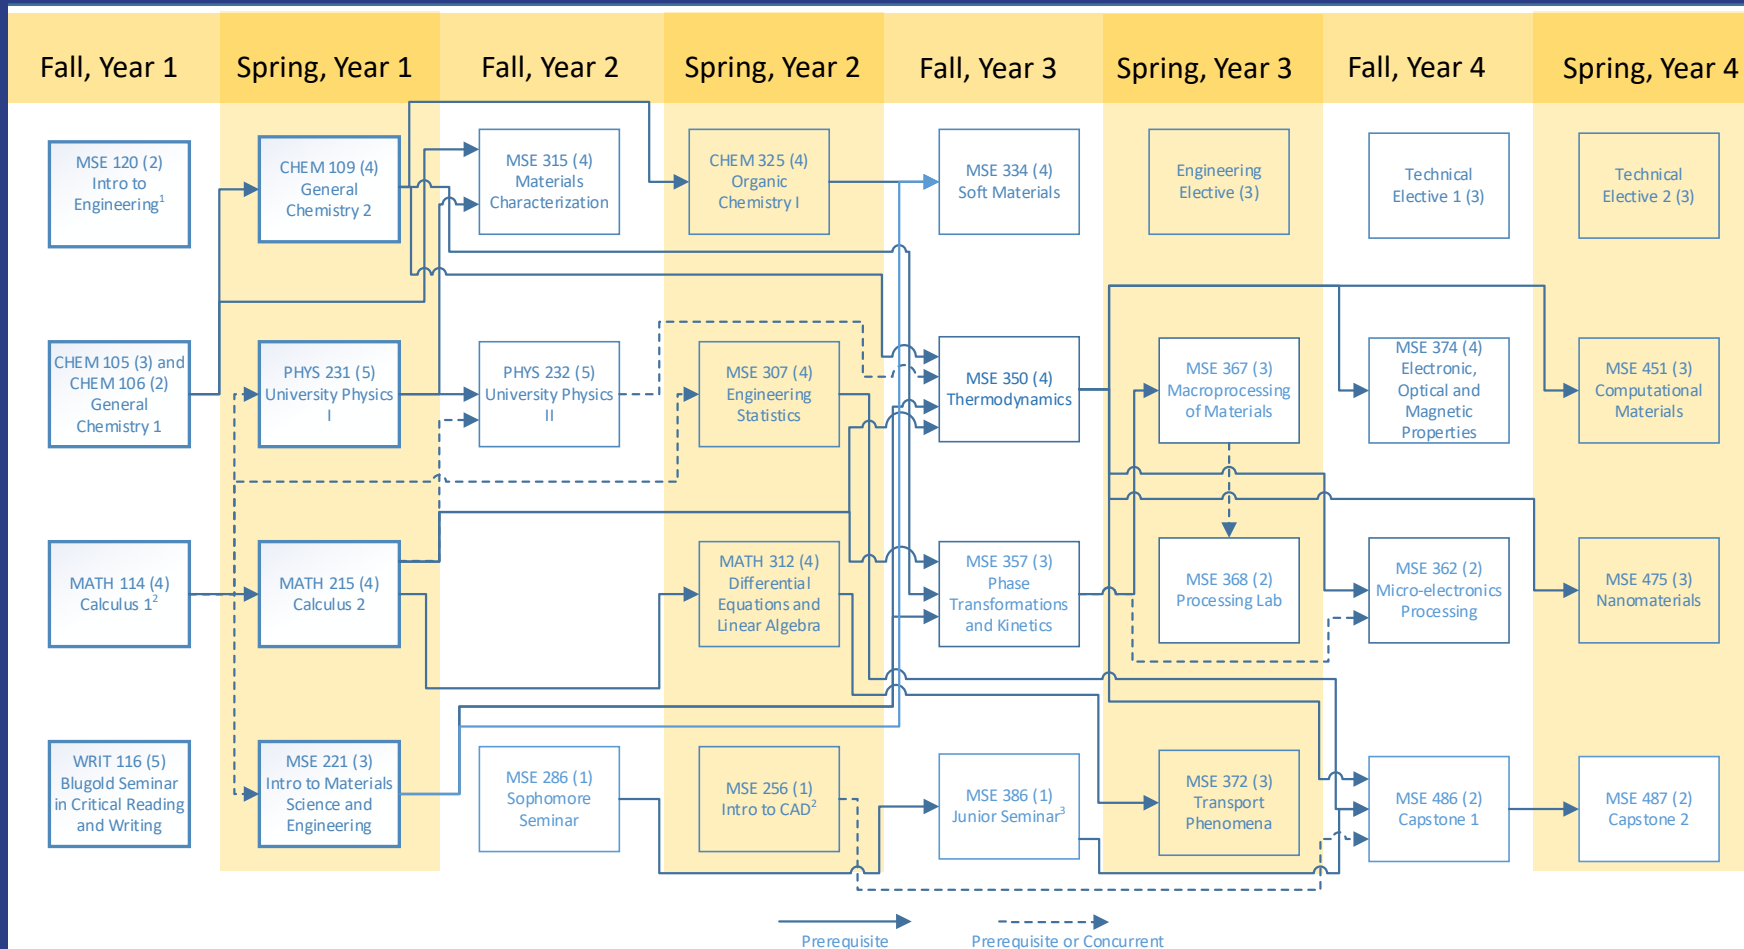 Fall, Year 1
Spring, Year 1
Fall, Year 2
Spring, Year 2
Fall, Year 3
Spring, Year 3
Fall, Year 4
Spring, Year 4
MSE 120 (2)
Intro to
Engineering1
CHEM 109 (4)
General
Chemistry 2
MSE 315 (4)
Materials
Characterization
CHEM 325 (4)
Organic
Chemistry I
MSE 334 (4)
Soft Materials
Engineering
Elective (3)
Technical
Elective 1 (3)
Technical
Elective 2 (3)
CHEM 105 (3) and
CHEM 106 (2)
General
Chemistry 1
PHYS 231 (5)
University Physics
I
PHYS 232 (5)
University Physics
II
MSE 307 (4)
Engineering
Statistics
MSE 350 (4)
Thermodynamics
MSE 367 (3)
Macroprocessing
of Materials
MSE 374 (4)
Electronic,
Optical and
Magnetic
Properties
MSE 451 (3)
Computational
Materials
MATH 114 (4)
Calculus 12
MATH 215 (4)
Calculus 2
MATH 312 (4)
Differential
Equations and
Linear Algebra
MSE 357 (3)
Phase
Transformations
and Kinetics
MSE 368 (2)
Processing Lab
MSE 362 (2)
Micro-electronics
Processing
MSE 475 (3)
Nanomaterials
WRIT 116 (5)
Blugold Seminar
in Critical Reading
and Writing
MSE 221 (3)
Intro to Materials
Science and
Engineering
MSE 286 (1)
Sophomore
Seminar
MSE 256 (1)
Intro to CAD2
MSE 386 (1)
Junior Seminar3
MSE 372 (3)
Transport
Phenomena
MSE 486 (2)
Capstone 1
MSE 487 (2)
Capstone 2
Prerequisite
Prerequisite or Concurrent